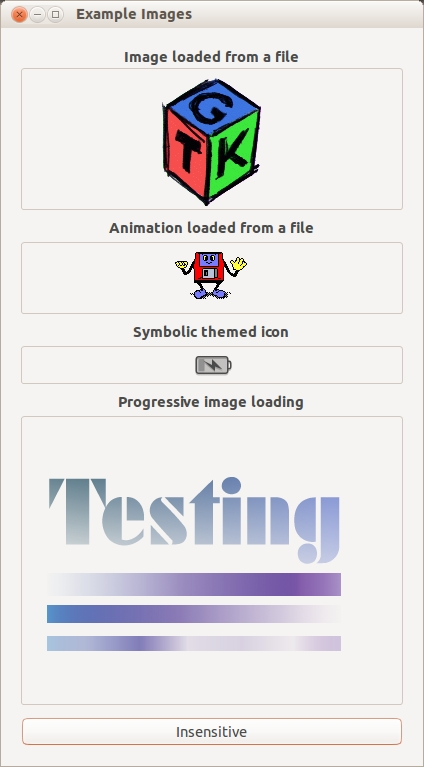 Example Images
Image loaded from a file
G
T K
Animation loaded from a file
Symbolic themed icon
Progressive image loading
Testing
Insensitive